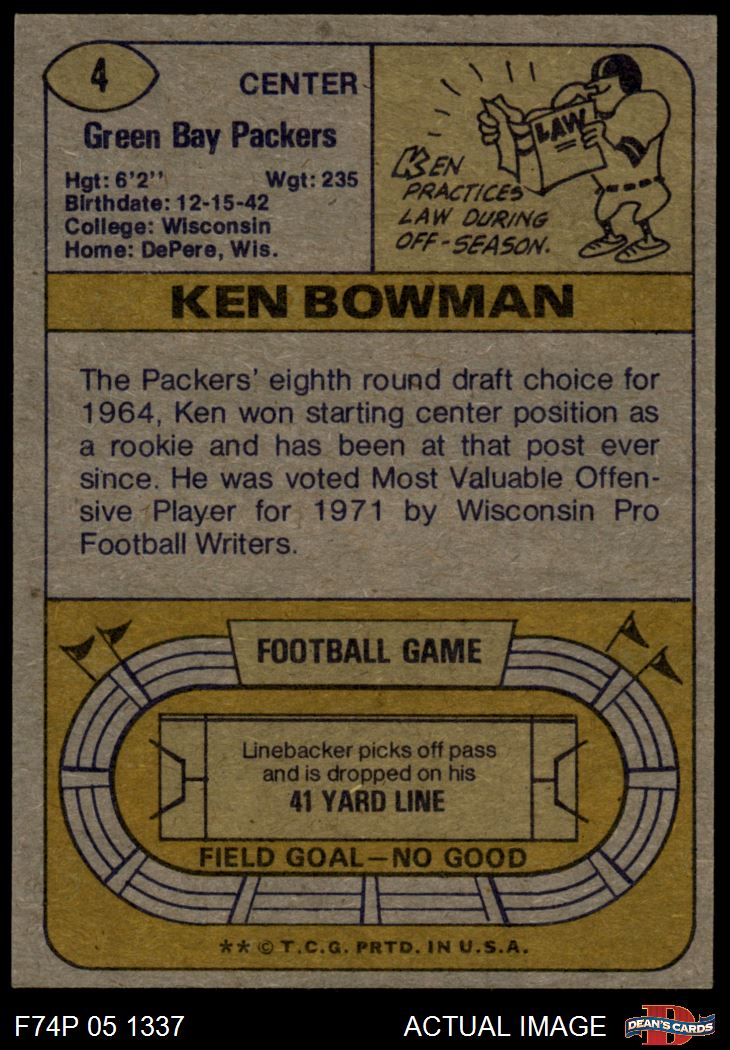 4
CENTER
Green Bay Packers
Hgt: 6'2" Wgt: 235
Birthdate: 12-15-42
College: Wisconsin
Home: DePere, Wis.
LAW
KEN
PRACTICES
LAW DURING
OFF-SEASON.
KEN BOWMAN
The Packers' eighth round draft choice for
1964, Ken won starting center position as
a rookie and has been at that post ever
since. He was voted Most Valuable Offen-
sive Player for 1971 by Wisconsin Pro
Football Writers.
FOOTBALL GAME
Linebacker picks off pass
and is dropped on his
41 YARD LINE
FIELD GOAL—NO GOOD
** © T.C.G. PRTD. IN U.S.A.
F74P 05 1337
ACTUAL IMAGE
D
DEAN'S CARDS